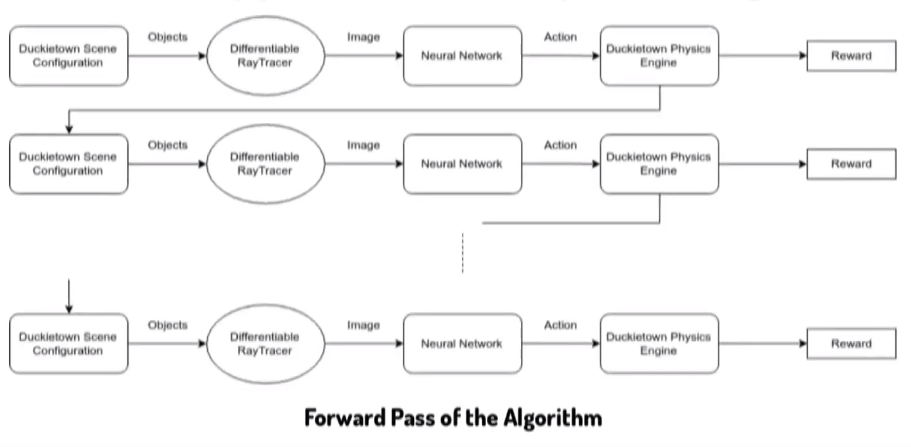 Objects
Image
Action
Duckietown Scene
Configuration
Differentiable
RayTracer
Neural Network
Duckietown Physics
Engine
Reward
Objects
Image
Action
Duckietown Scene
Configuration
Differentiable
RayTracer
Neural Network
Duckietown Physics
Engine
Reward
Objects
Image
Action
Duckietown Scene
Configuration
Differentiable
RayTracer
Neural Network
Duckietown Physics
Engine
Reward
Forward Pass of the Algorithm